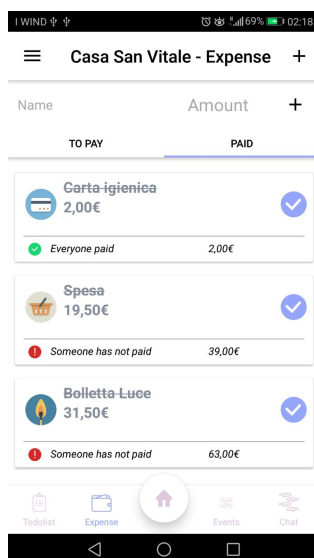 I WIND 69% 02:18
Casa San Vitale - Expense +
Name Amount +
TO PAY PAID
Carta igienica
2,00€
Everyone paid 2,00€
Spesa
19,50€
Someone has not paid 39,00€
Bolletta Luce
31,50€
Someone has not paid 63,00€
Todolist Expense Events Chat